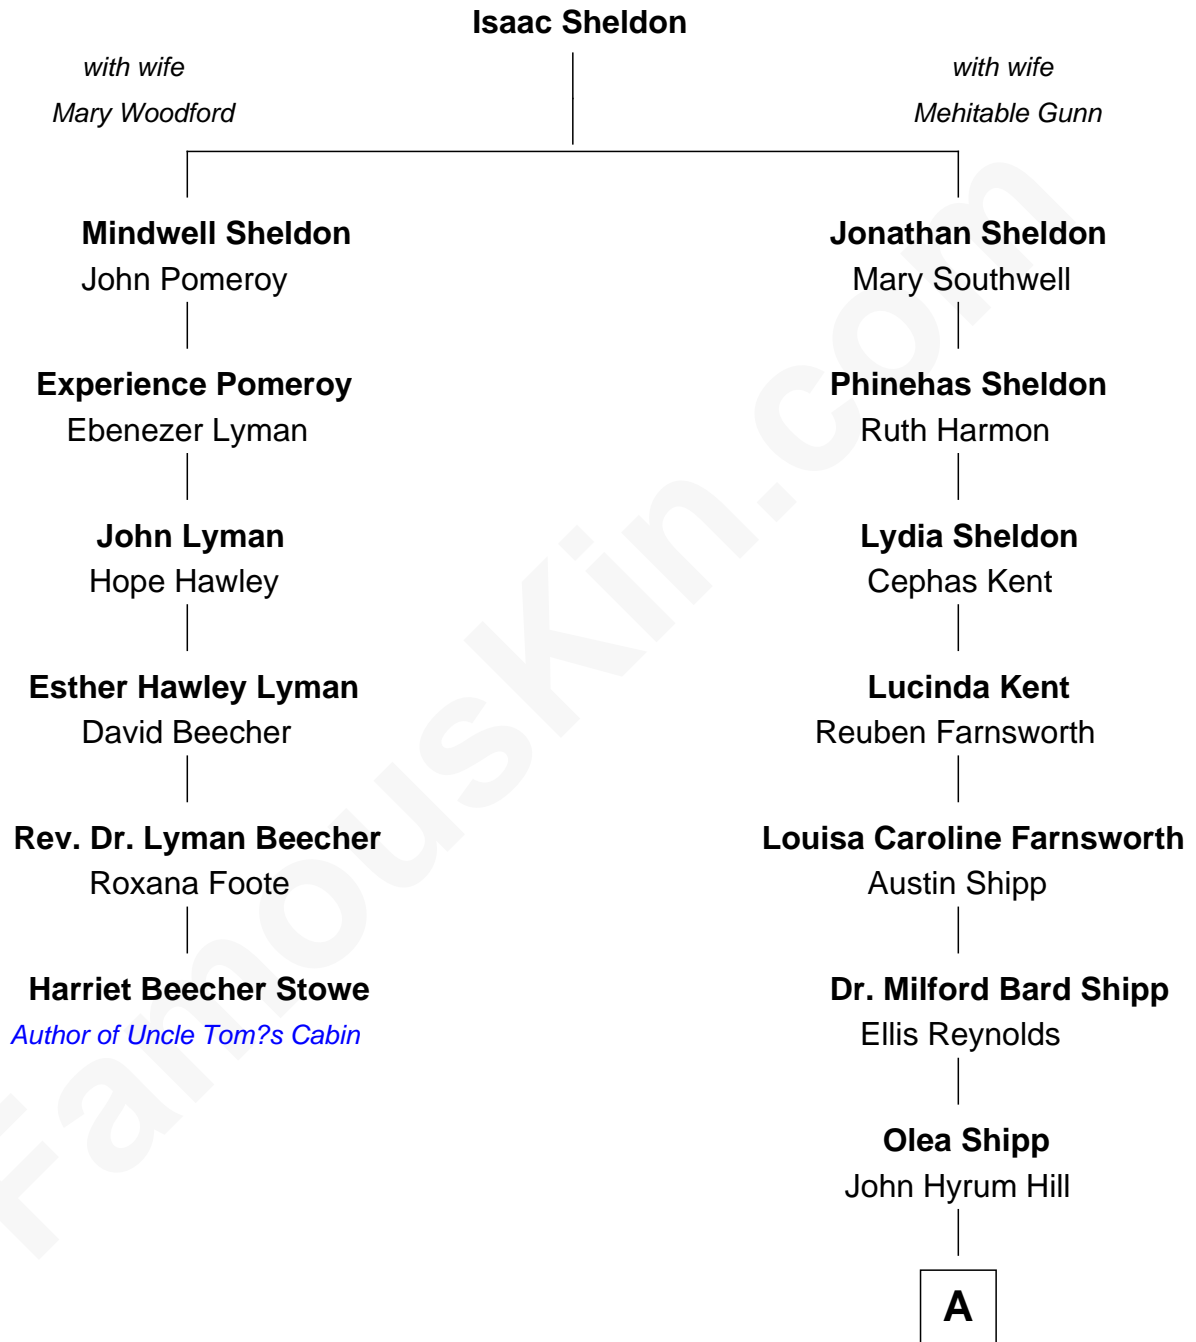 Isaac Sheldon
with wife
Mary Woodford
with wife
Mehitable Gunn
Mindwell Sheldon
John Pomeroy
Jonathan Sheldon
Mary Southwell
Experience Pomeroy
Ebenezer Lyman
Phinehas Sheldon
Ruth Harmon
John Lyman
Hope Hawley
Lydia Sheldon
Cephas Kent
Esther Hawley Lyman
David Beecher
Lucinda Kent
Reuben Farnsworth
Rev. Dr. Lyman Beecher
Roxana Foote
Louisa Caroline Farnsworth
Austin Shipp
Harriet Beecher Stowe
Author of Uncle Tom?s Cabin
Dr. Milford Bard Shipp
Ellis Reynolds
Olea Shipp
John Hyrum Hill
A
FamousKin.com